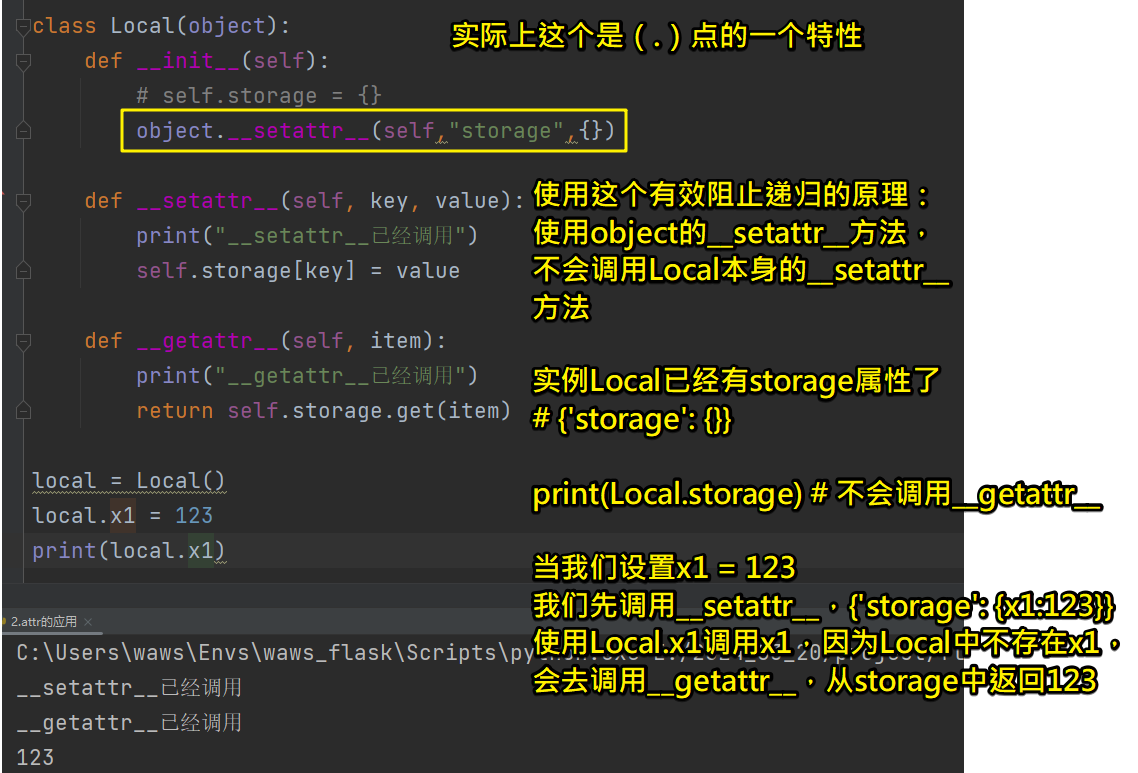 class Local(object):
实际上这个是（.）点的一个特性
def __init__(self):
# self.storage = {}
object.__setattr__(self,"storage",{})
def __setattr__(self, key, value):
print("__setattr__已经调用")
self.storage[key] = value
使用这个有效阻止递归的原理：
使用object的__setattr__方法，
不会调用Local本身的__setattr__
方法
def __getattr__(self, item):
print("__getattr__已经调用")
return self.storage.get(item)
实例Local已经有storage属性了
# {'storage': {}}
local = Local()
local.x1 = 123
print(local.x1)
print(Local.storage) # 不会调用__getattr__
当我们设置x1 = 123
我们先调用__setattr__，{'storage': {x1:123}}
使用Local.x1调用x1，因为Local中不存在x1，
会去调用__getattr__，从storage中返回123
2.attr的应用
C:\Users\waws\Envs\waws_flask\Scripts\
__setattr__已经调用
__getattr__已经调用
123